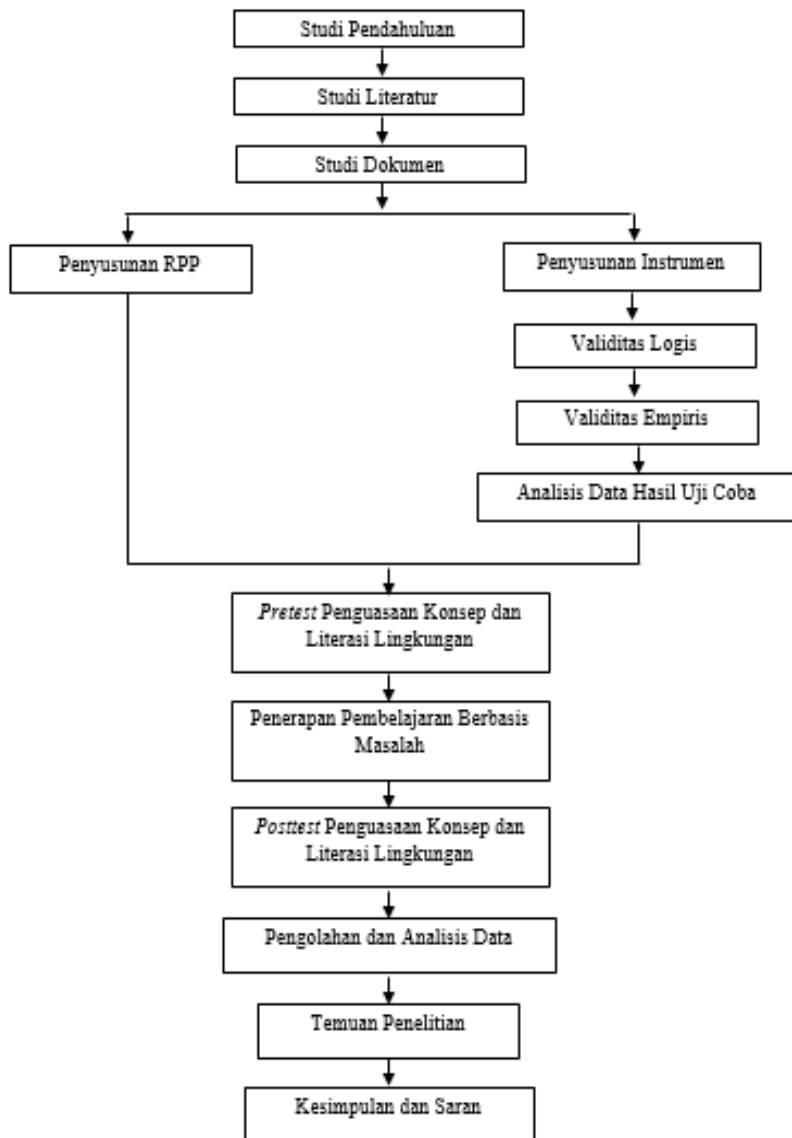 Studi Pendahuluan
Studi Literatur
Studi Dokumen
Penyusunan RPP
Penyusunan Instrumen
Validitas Logis
Validitas Empiris
Analisis Data Hasil Uji Coba
Pretest Penguasaan Konsep dan
Literasi Lingkungan
Penerapan Pembelajaran Berbasis
Masalah
Posttest Penguasaan Konsep dan
Literasi Lingkungan
Pengolahan dan Analisis Data
Temuan Penelitian
Kesimpulan dan Saran